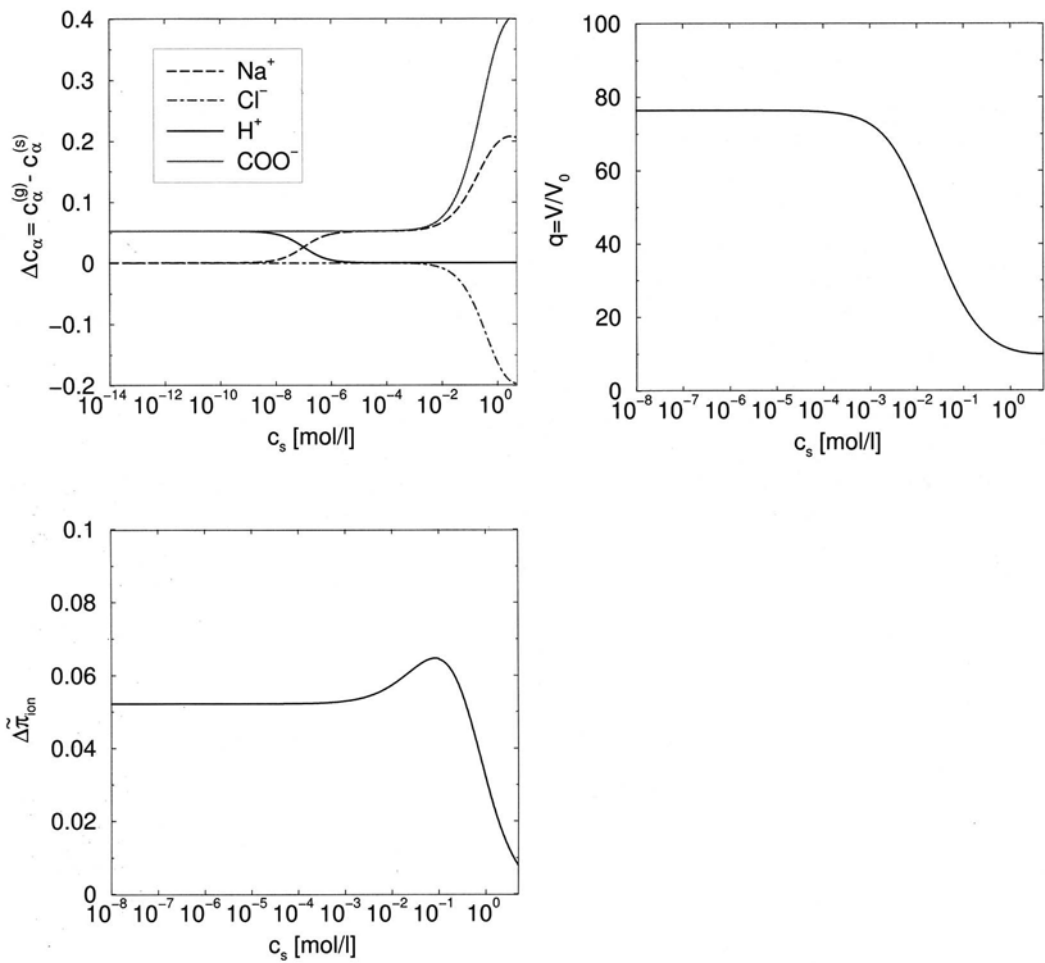 Δc_α = c_α^(g) - c_α^(s)
0.4
0.3
0.2
0.1
0
−0.1
−0.2
Na⁺
Cl⁻
H⁺
COO⁻
10⁻¹⁴ 10⁻¹² 10⁻¹⁰ 10⁻⁸ 10⁻⁶ 10⁻⁴ 10⁻² 10⁰
c_s [mol/l]
q=V/V₀
100
80
60
40
20
0
10⁻⁸ 10⁻⁷ 10⁻⁶ 10⁻⁵ 10⁻⁴ 10⁻³ 10⁻² 10⁻¹ 10⁰
c_s [mol/l]
Δπ̃_ion
0.1
0.08
0.06
0.04
0.02
0
10⁻⁸ 10⁻⁷ 10⁻⁶ 10⁻⁵ 10⁻⁴ 10⁻³ 10⁻² 10⁻¹ 10⁰
c_s [mol/l]